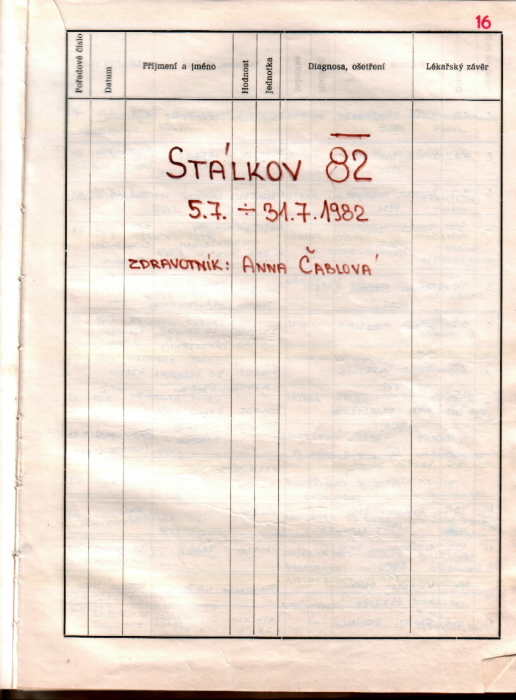 16
Pořadové číslo Datum Příjmení a jméno Hodnost Jednotka Diagnosa, ošetření Lékařský závěr
STÁLKOV 82
5.7. ÷ 31.7.1982
ZDRAVOTNÍK: ANNA ČABLOVÁ